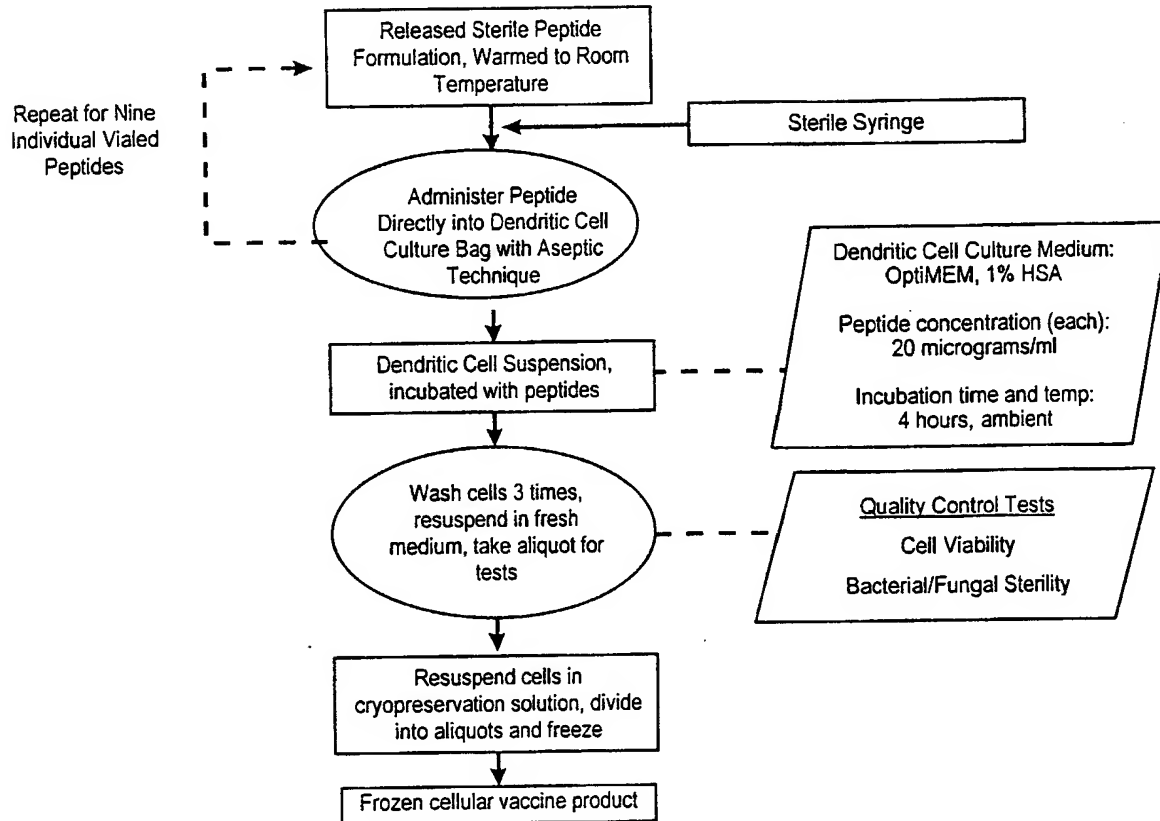 Released Sterile Peptide
Formulation, Warmed to Room
Temperature
Repeat for Nine
Individual Vialed
Peptides
Sterile Syringe
Administer Peptide
Directly into Dendritic Cell
Culture Bag with Aseptic
Technique
Dendritic Cell Culture Medium:
OptiMEM, 1% HSA
Peptide concentration (each):
20 micrograms/ml
Incubation time and temp:
4 hours, ambient
Dendritic Cell Suspension,
incubated with peptides
Wash cells 3 times,
resuspend in fresh
medium, take aliquot for
tests
Quality Control Tests
Cell Viability
Bacterial/Fungal Sterility
Resuspend cells in
cryopreservation solution, divide
into aliquots and freeze
Frozen cellular vaccine product